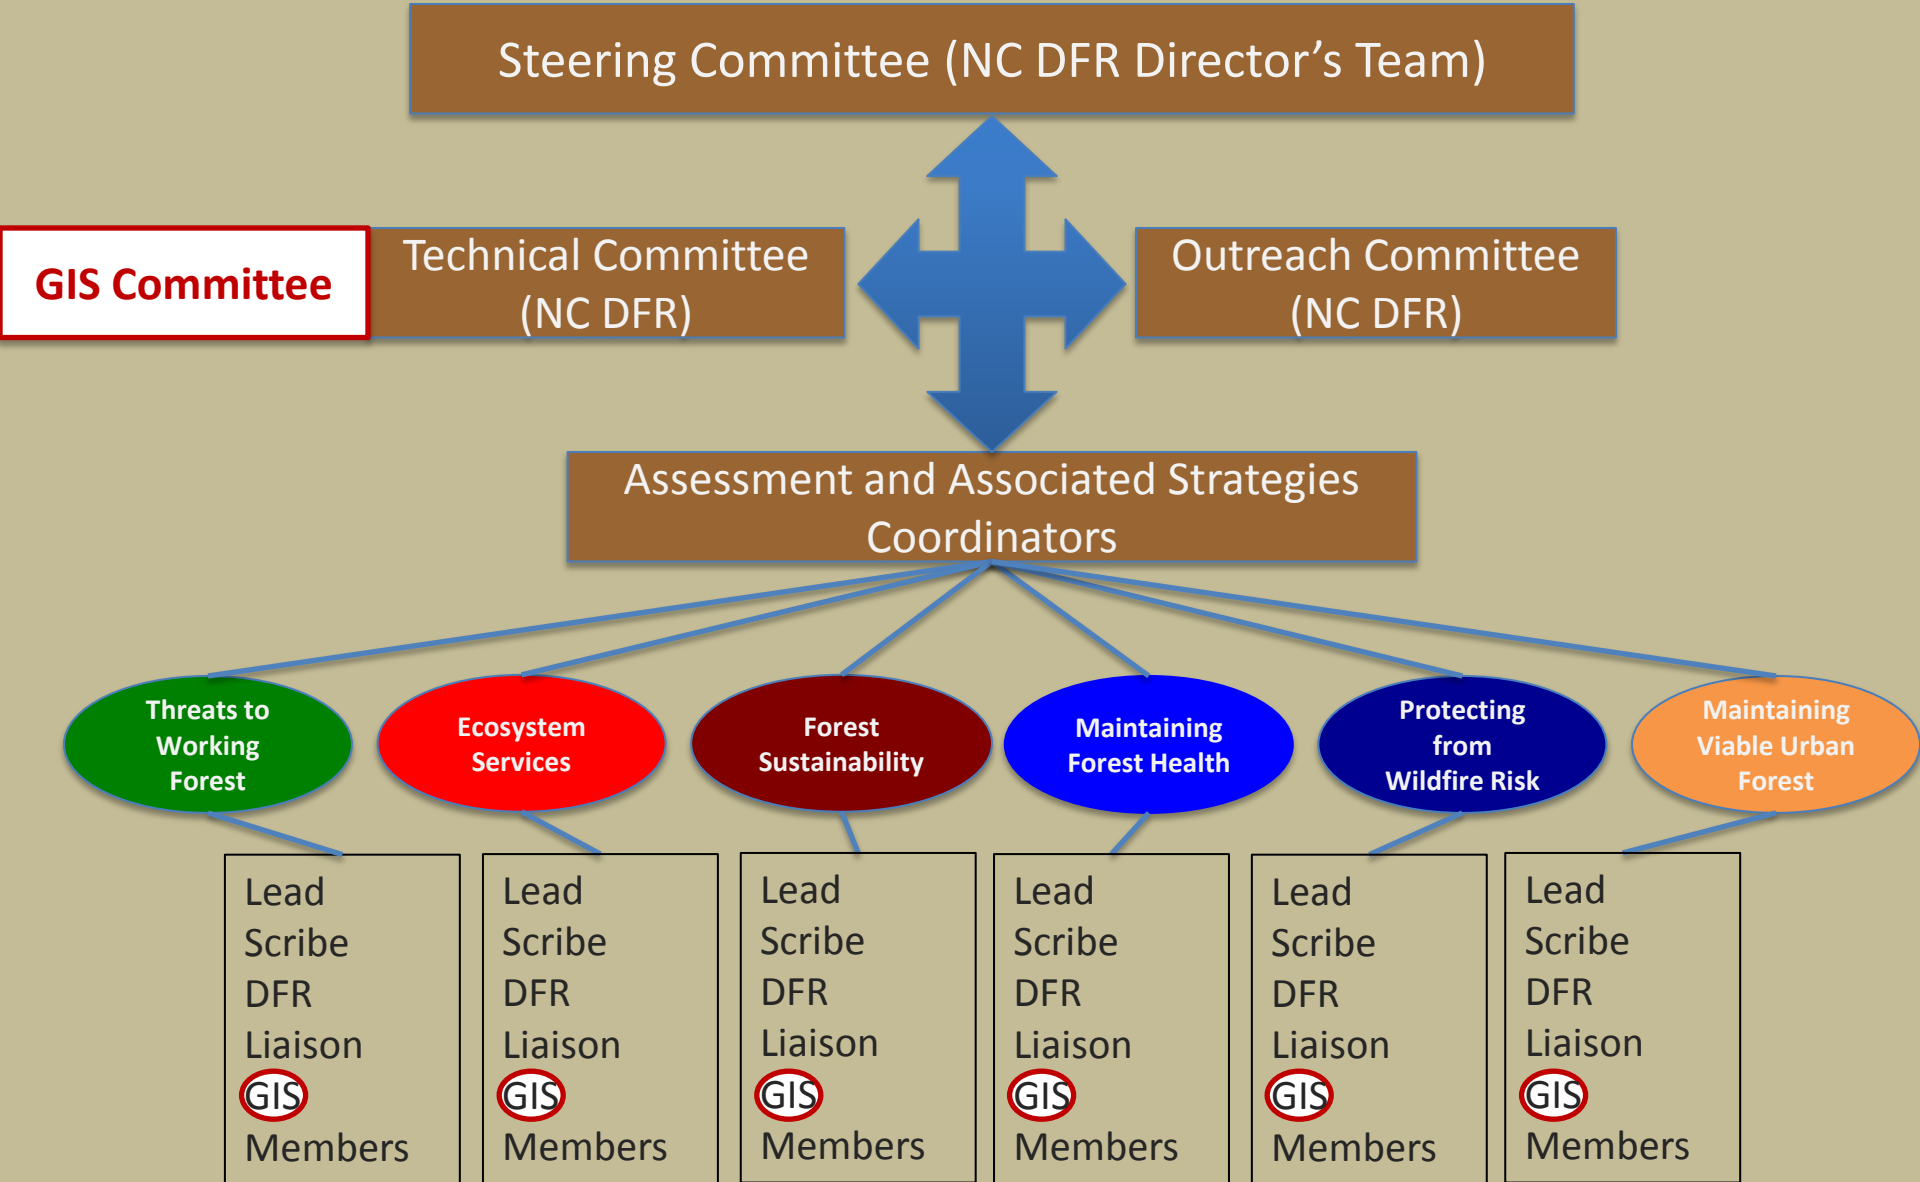 Steering Committee (NC DFR Director’s Team)
GIS Committee
Technical Committee
(NC DFR)
Outreach Committee
(NC DFR)
Assessment and Associated Strategies
Coordinators
Threats to
Working
Forest
Ecosystem
Services
Forest
Sustainability
Maintaining
Forest Health
Protecting
from
Wildfire Risk
Maintaining
Viable Urban
Forest
Lead
Scribe
DFR
Liaison
GIS
Members
Lead
Scribe
DFR
Liaison
GIS
Members
Lead
Scribe
DFR
Liaison
GIS
Members
Lead
Scribe
DFR
Liaison
GIS
Members
Lead
Scribe
DFR
Liaison
GIS
Members
Lead
Scribe
DFR
Liaison
GIS
Members